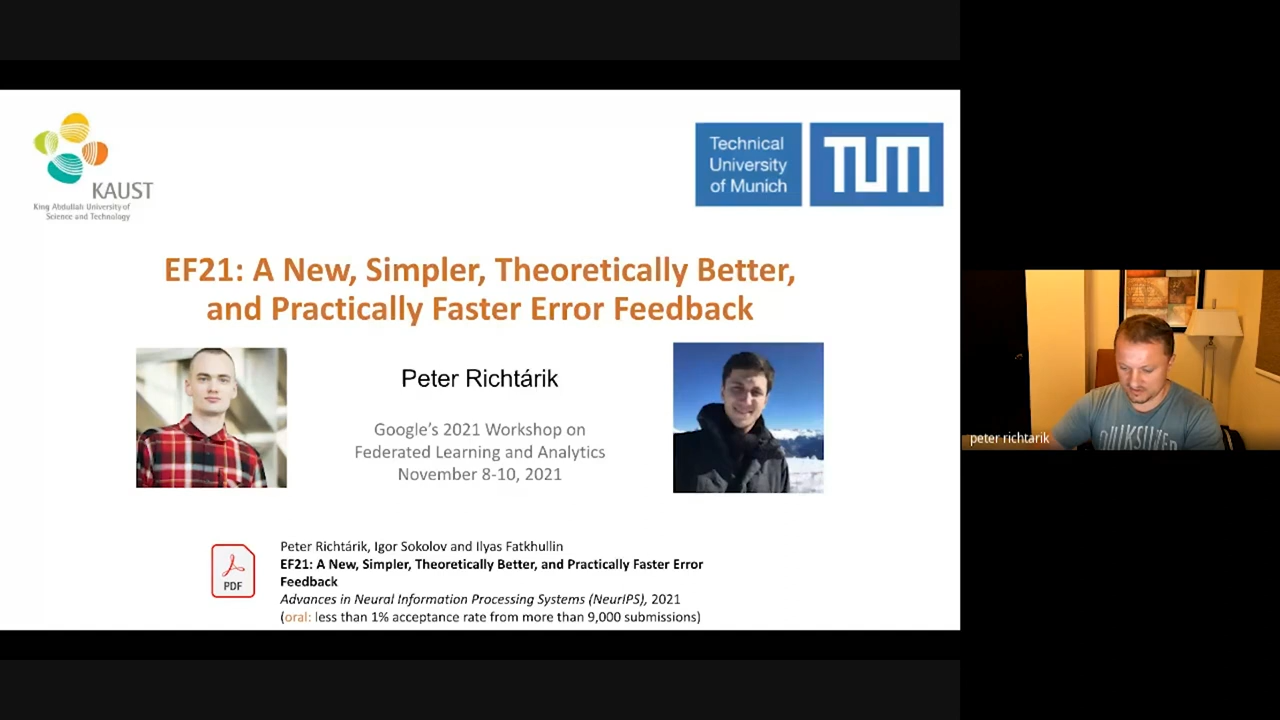 KAUST
King Abdullah University of
Science and Technology
Technical
University
of Munich
TUM
EF21: A New, Simpler, Theoretically Better,
and Practically Faster Error Feedback
Peter Richtárik
Google's 2021 Workshop on
Federated Learning and Analytics
November 8-10, 2021
PDF
Peter Richtárik, Igor Sokolov and Ilyas Fatkhullin
EF21: A New, Simpler, Theoretically Better, and Practically Faster Error
Feedback
Advances in Neural Information Processing Systems (NeurIPS), 2021
(oral: less than 1% acceptance rate from more than 9,000 submissions)
QUIKSILVER
peter richtarik